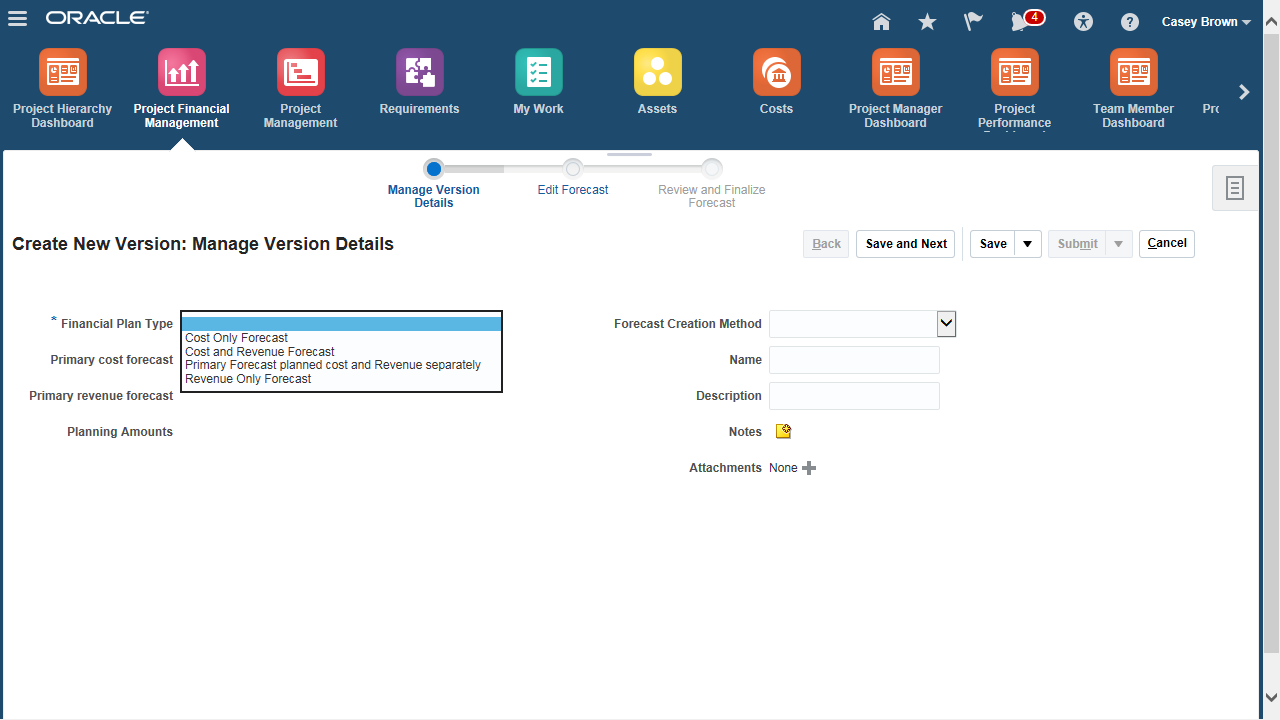 ORACLE®
4
Casey Brown
Project Hierarchy
Dashboard
Project Financial
Management
Project
Management
Requirements
My Work
Assets
Costs
Project Manager
Dashboard
Project
Performance
Team Member
Dashboard
Manage Version
Details
Edit Forecast
Review and Finalize
Forecast
Create New Version: Manage Version Details
Back
Save and Next
Save
Submit
Cancel
* Financial Plan Type
Cost Only Forecast
Cost and Revenue Forecast
Primary Forecast planned cost and Revenue separately
Revenue Only Forecast
Primary cost forecast
Primary revenue forecast
Planning Amounts
Forecast Creation Method
Name
Description
Notes
Attachments None